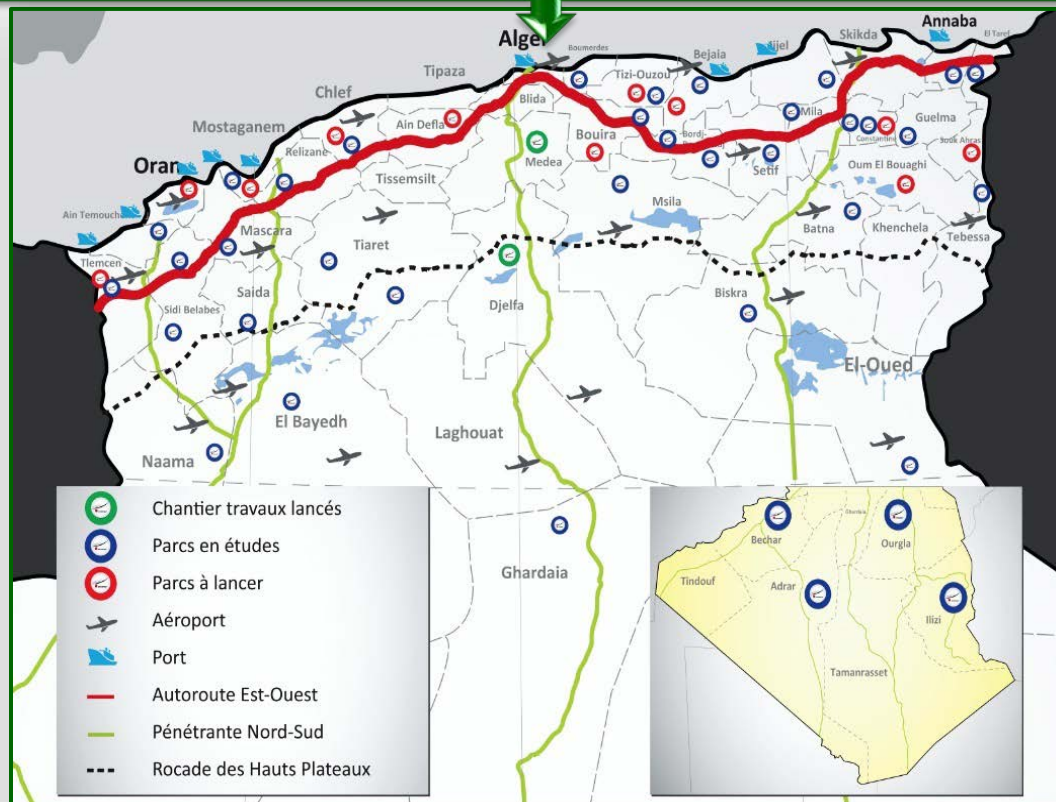 Annaba
Skikda
El Taref
Alger
Boumerdes
Bejaia
Jijel
Tipaza
Tizi-Ouzou
Chlef
Blida
Mila
Guelma
Mostaganem
Ain Defla
Bouira
Bordj-
Constantine
Relizane
Medea
Setif
Souk Ahras
Oran
Oum El Bouaghi
Tissemsilt
Ain Temouchent
Msila
Mascara
Batna
Khenchela
Tiaret
Tebessa
Tlemcen
Saida
Biskra
Djelfa
Sidi Belabes
El-Oued
El Bayedh
Laghouat
Naama
Ghardaia
Chantier travaux lancés
Parcs en études
Parcs à lancer
Aéroport
Port
Autoroute Est-Ouest
Pénétrante Nord-Sud
Rocade des Hauts Plateaux
Bechar
Ourgla
Tindouf
Adrar
Ilizi
Tamanrasset